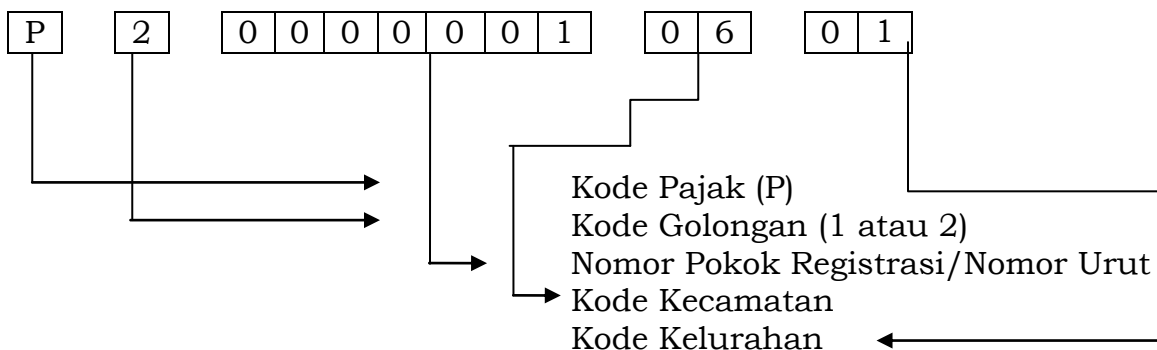 P 2 0 0 0 0 0 0 1 0 6 0 1
Kode Pajak (P)
Kode Golongan (1 atau 2)
Nomor Pokok Registrasi/Nomor Urut
Kode Kecamatan
Kode Kelurahan